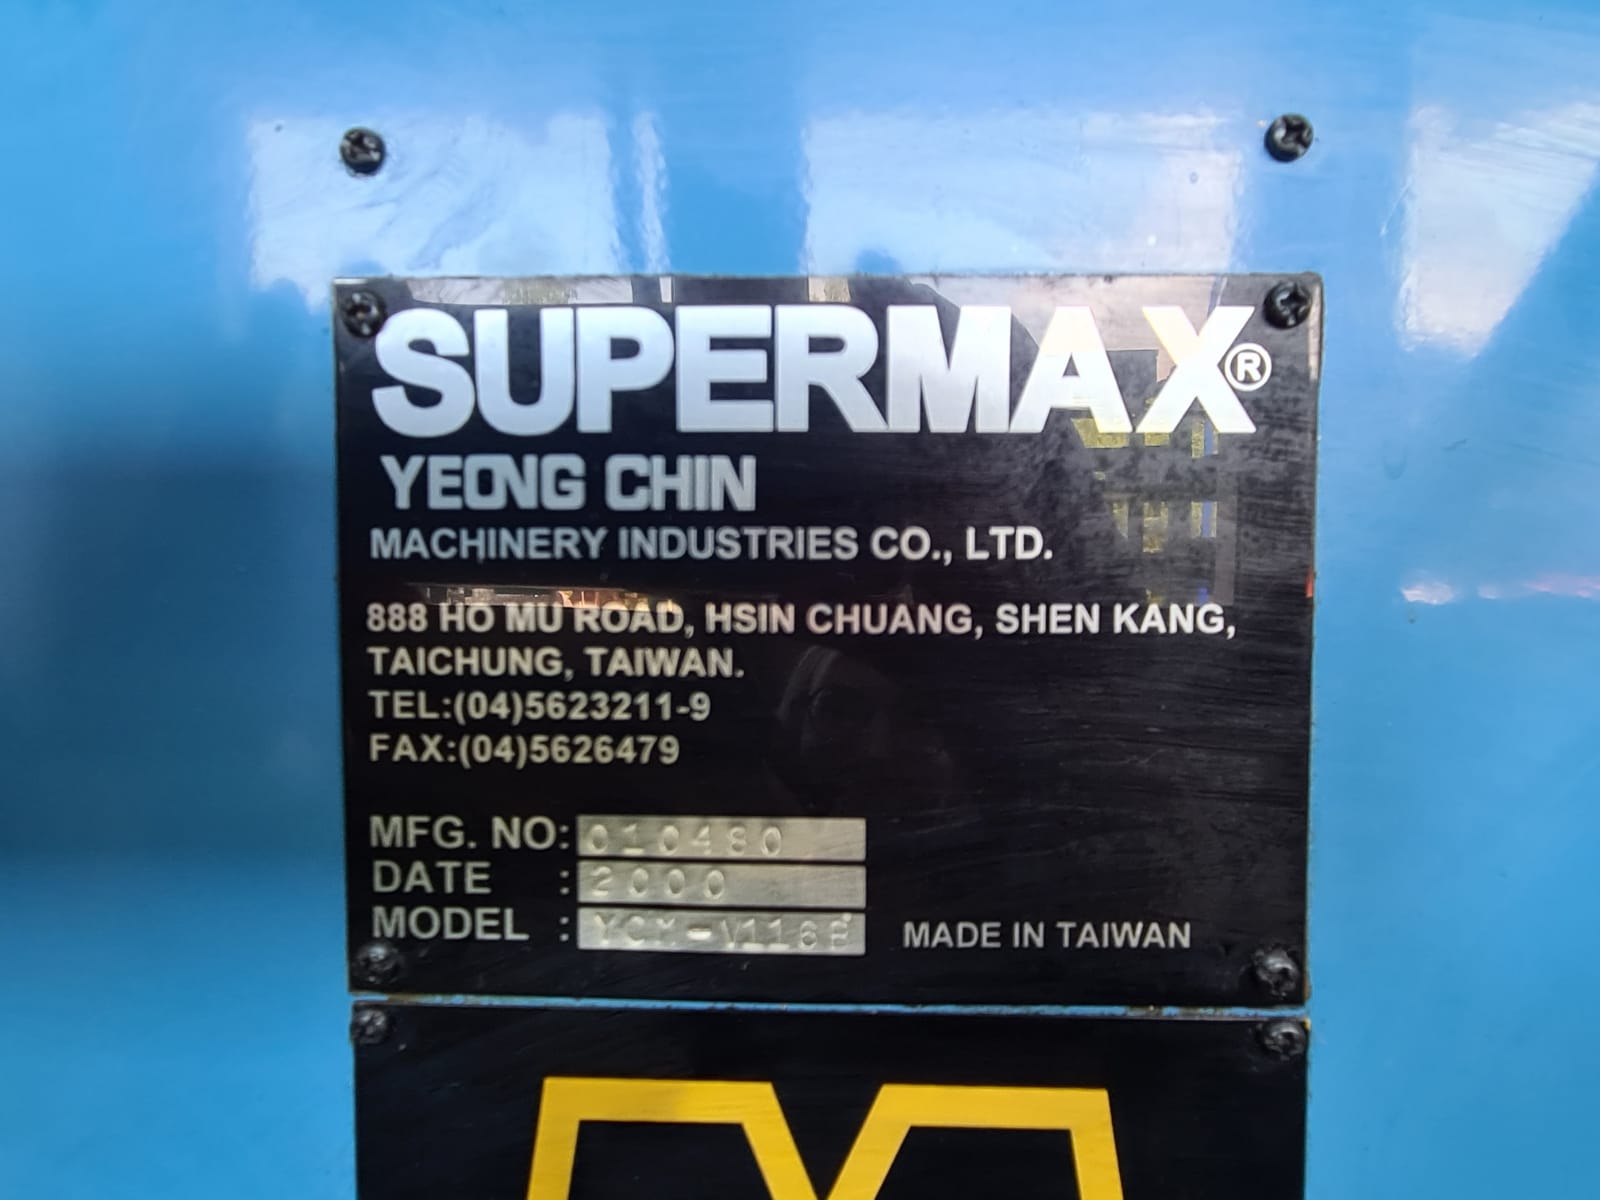 SUPERMAX®
YEONG CHIN
MACHINERY INDUSTRIES CO., LTD.
888 HO MU ROAD, HSIN CHUANG, SHEN KANG,
TAICHUNG, TAIWAN.
TEL:(04)5623211-9
FAX:(04)5626479
MFG. NO: 010480
DATE : 2000
MODEL : YCM-V116B
MADE IN TAIWAN